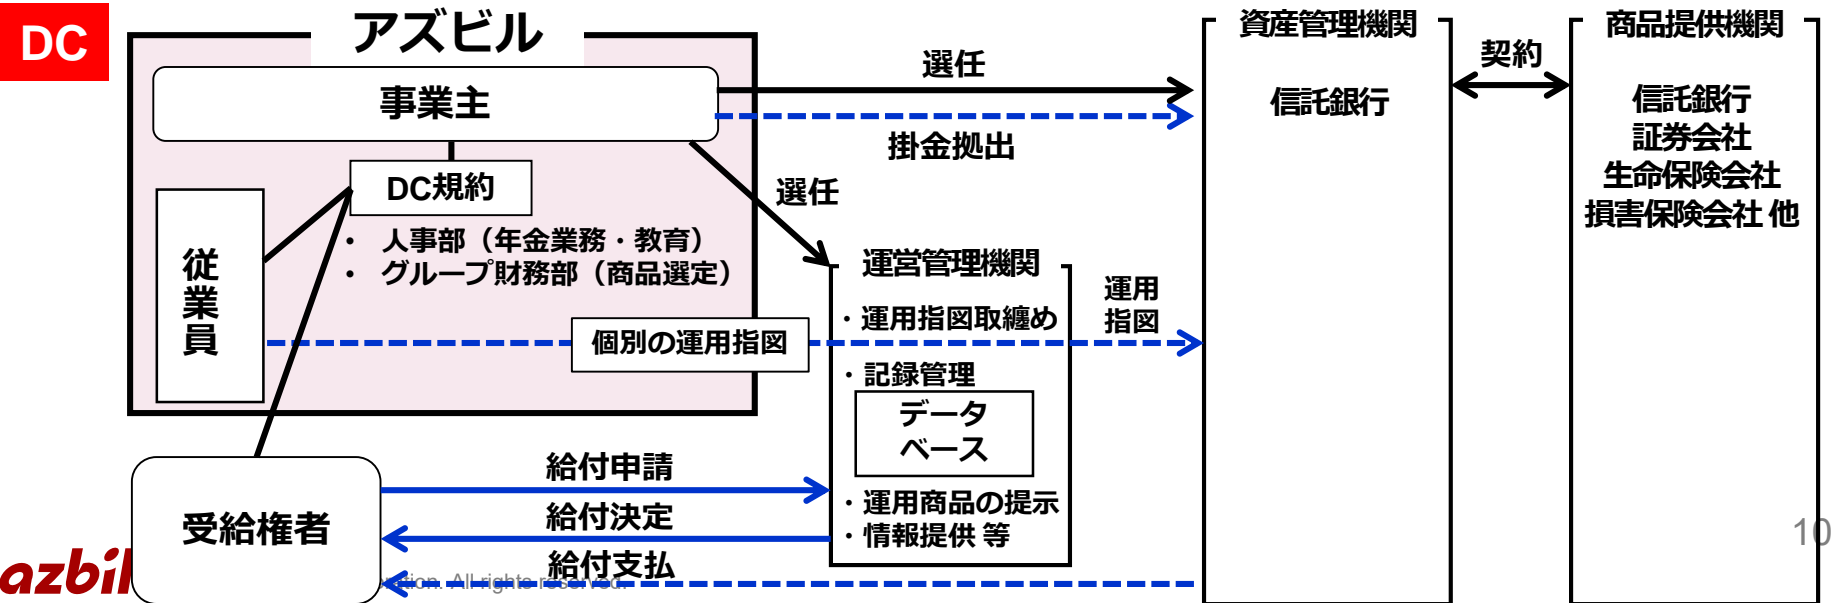 DC
アズビル
事業主
DC規約
・ 人事部（年金業務・教育）
・ グループ財務部（商品選定）
従業員
個別の運用指図
選任
掛金拠出
選任
運営管理機関
・運用指図取纏め
・記録管理
データ
ベース
・運用商品の提示
・情報提供 等
運用
指図
資産管理機関
信託銀行
契約
商品提供機関
信託銀行
証券会社
生命保険会社
損害保険会社 他
受給権者
給付申請
給付決定
給付支払
azbil
All rights reserved.
10